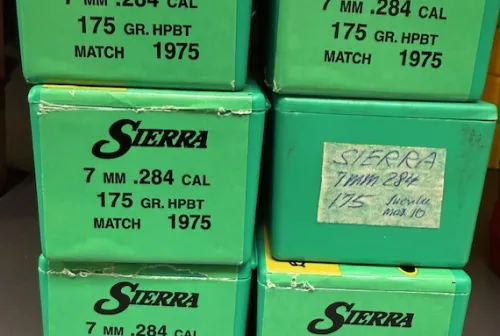 7 MM .284 CAL
175 GR. HPBT
MATCH 1975
7 MM .284 CAL
175 GR. HPBT
MATCH 1975
SIERRA
7 MM .284 CAL
175 GR. HPBT
MATCH 1975
SIERRA
7MM 284
175
SIERRA
7 MM .284 CAL
SIERRA